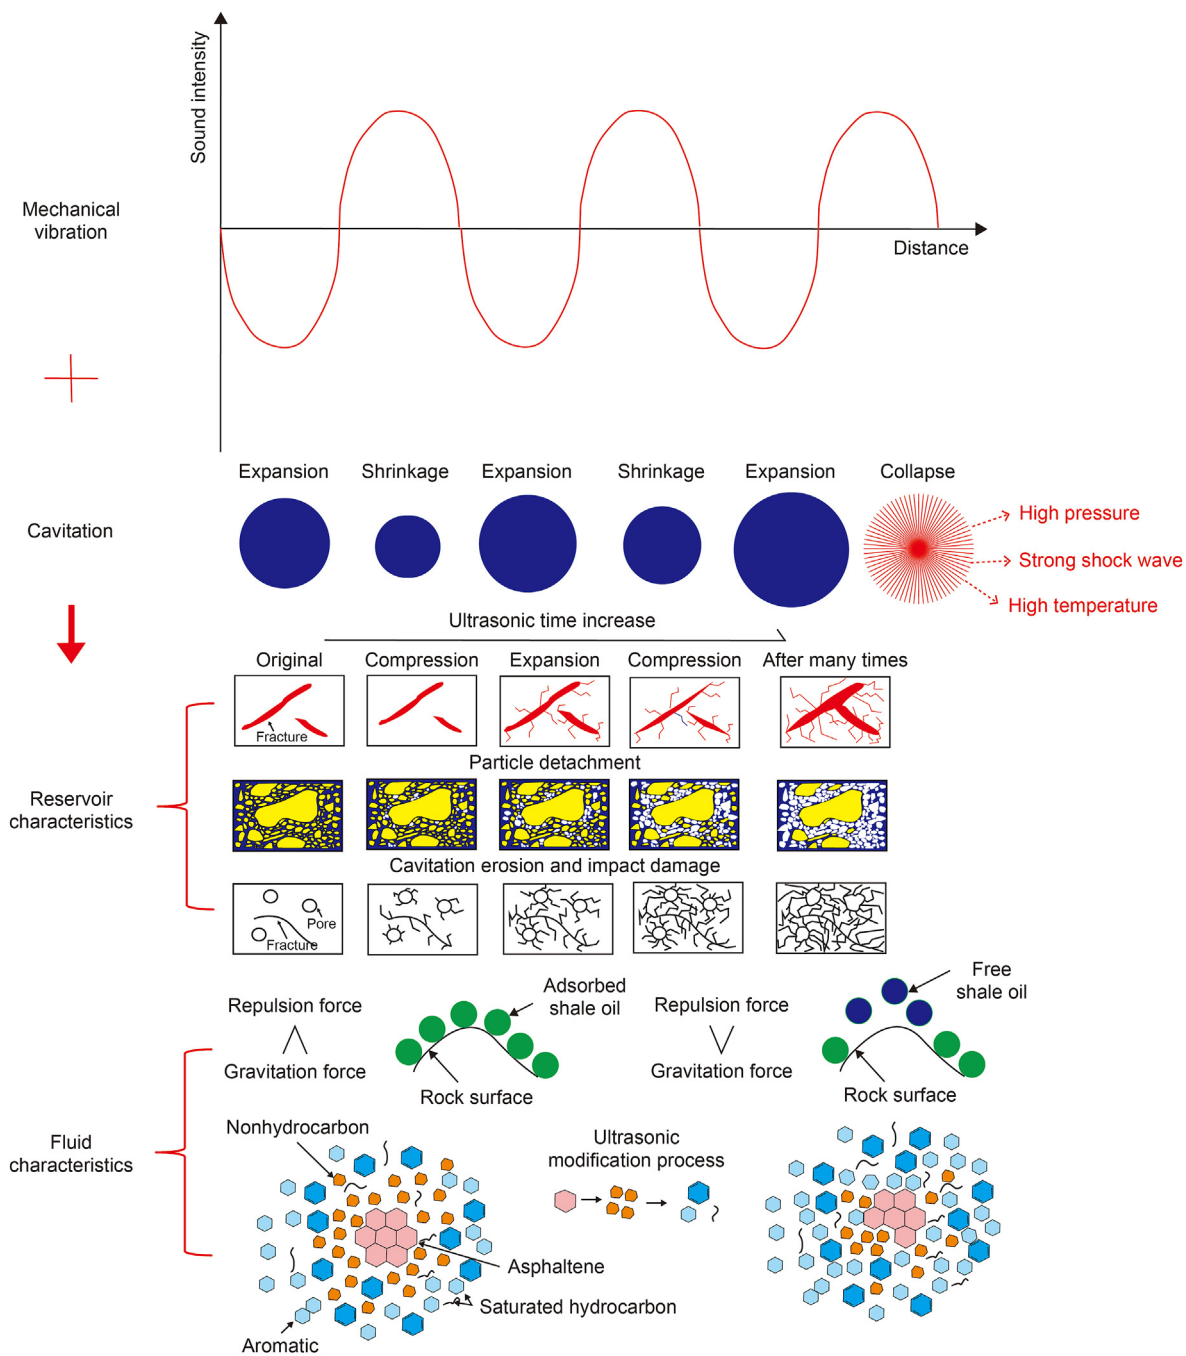 Sound intensity
Mechanical
vibration
Distance
Expansion
Shrinkage
Expansion
Shrinkage
Expansion
Collapse
High pressure
Cavitation
Strong shock wave
High temperature
Ultrasonic time increase
Original
Compression
Expansion
Compression
After many times
Fracture
Particle detachment
Reservoir
characteristics
Cavitation erosion and impact damage
Pore
Fracture
Repulsion force
Gravitation force
Adsorbed
shale oil
Rock surface
Repulsion force
Gravitation force
Free
shale oil
Rock surface
Fluid
characteristics
Nonhydrocarbon
Ultrasonic
modification process
Asphaltene
Saturated hydrocarbon
Aromatic